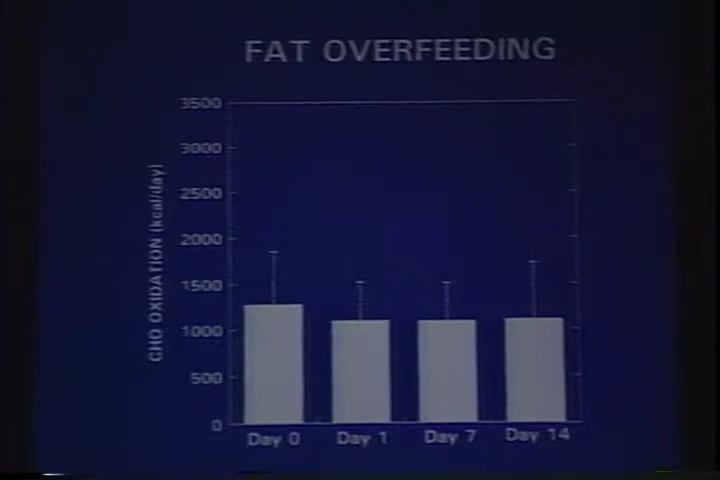 FAT OVERFEEDING
3500
3000
2500
2000
1500
1000
500
0
CHO OXIDATION (kcal/day)
Day 0
Day 1
Day 7
Day 14